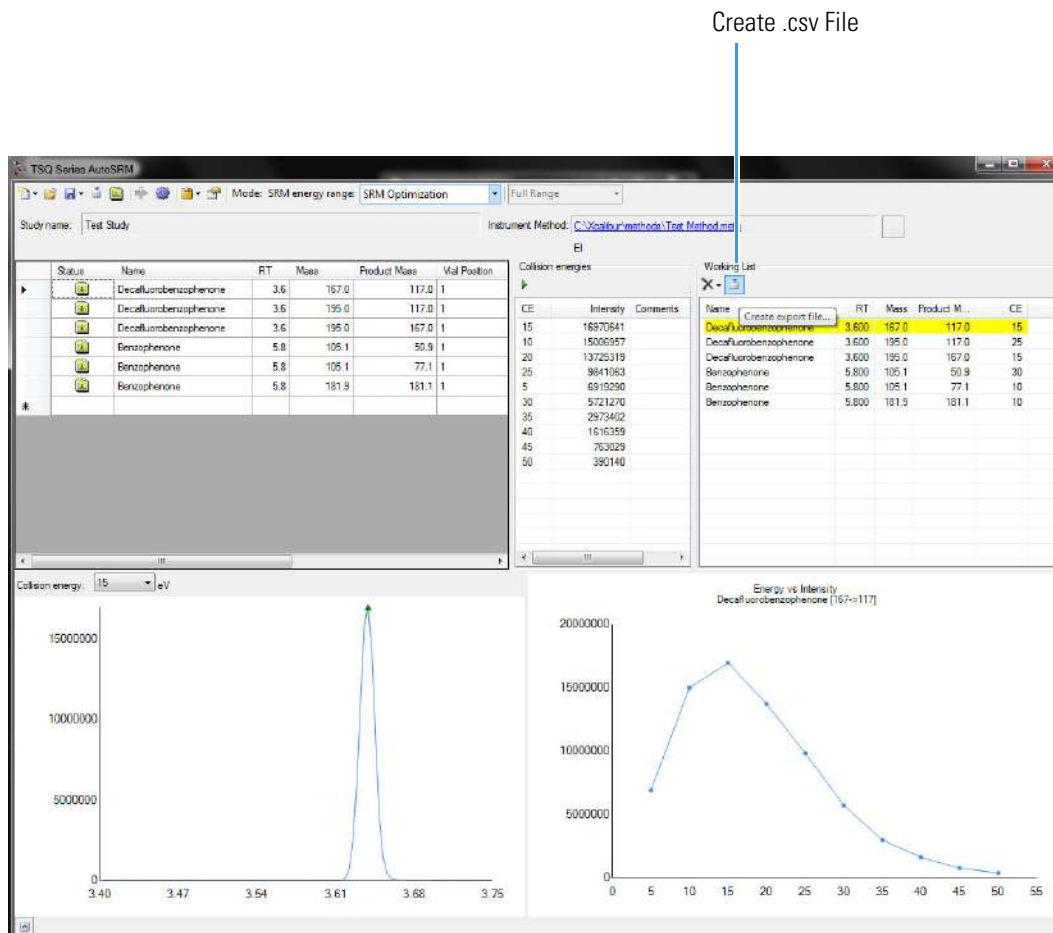 Create .csv File
TSQ Series AutoSRM
Mode: SRM energy range: SRM Optimization Full Range
Study name: Test Study Instrument Method: C:\Xcalibur\methods\Test Method.meth
EI
Status Name RT Mass Product Mass Vial Position
Decafluorobenzophenone 3.6 167.0 117.0 1
Decafluorobenzophenone 3.6 195.0 117.0 1
Decafluorobenzophenone 3.6 195.0 167.0 1
Benzophenone 5.8 105.1 50.9 1
Benzophenone 5.8 105.1 77.1 1
Benzophenone 5.8 181.9 181.1 1
Collision energies
CE Intensity Comments
15 16970641
10 15006957
20 13725319
25 9841063
5 6919290
30 5721270
35 2973402
40 1616359
45 763029
50 390140
Working List
Name RT Mass Product M... CE
Create export file...
Decafluorobenzophenone 3.600 167.0 117.0 15
Decafluorobenzophenone 3.600 195.0 117.0 25
Decafluorobenzophenone 3.600 195.0 167.0 15
Benzophenone 5.800 105.1 50.9 30
Benzophenone 5.800 105.1 77.1 10
Benzophenone 5.800 181.9 181.1 10
Collision energy: 15 eV
15000000
10000000
5000000
0
3.40 3.47 3.54 3.61 3.68 3.75
Energy vs Intensity
Decafluorobenzophenone [167->117]
20000000
15000000
10000000
5000000
0
0 5 10 15 20 25 30 35 40 45 50 55